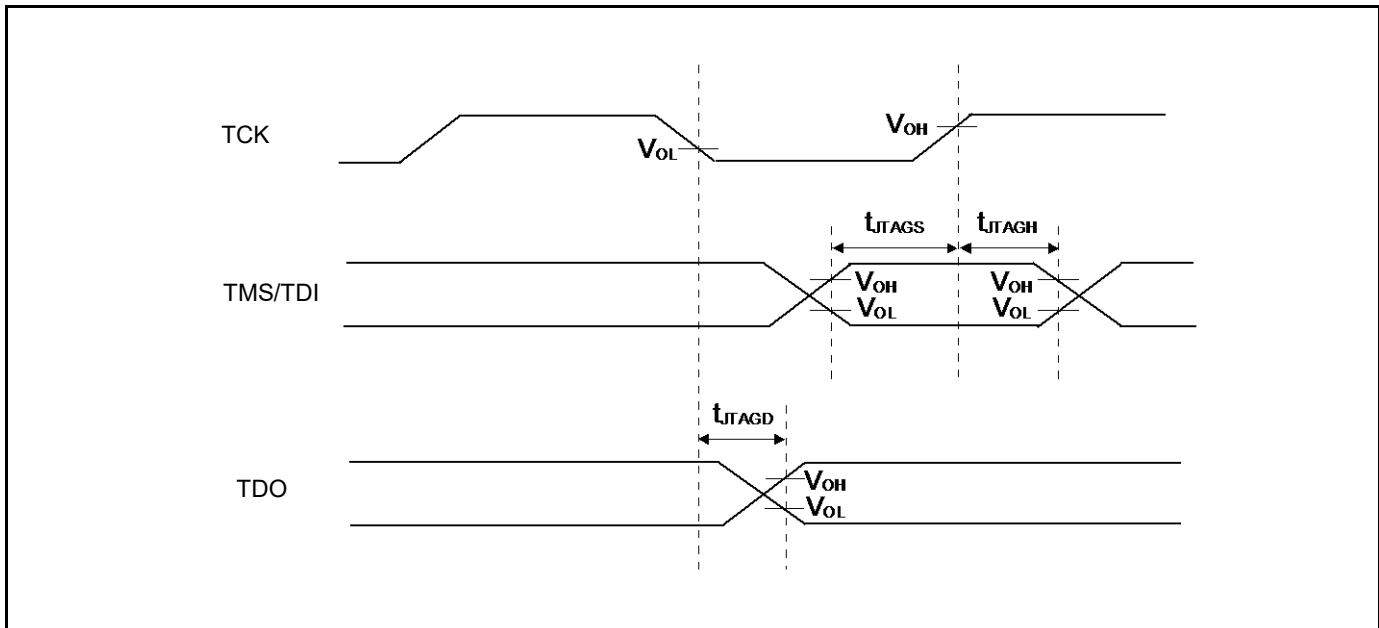 TCK
VOL
VOH
tJTAGS
tJTAGH
TMS/TDI
VOH
VOL
VOH
VOL
tJTAGD
TDO
VOH
VOL